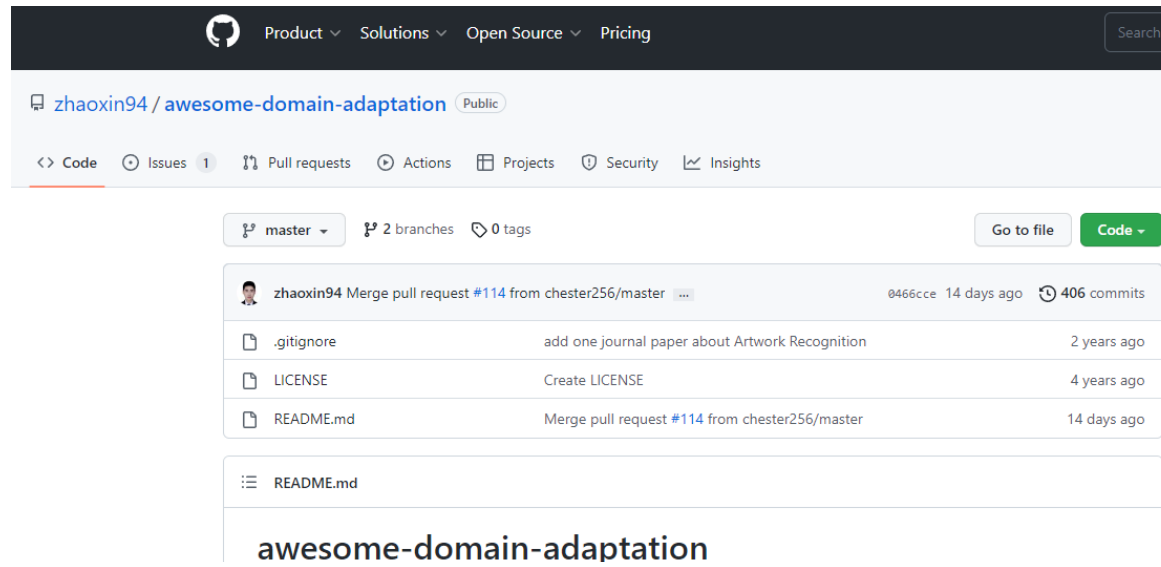 Product Solutions Open Source Pricing Search
zhaoxin94 / awesome-domain-adaptation Public
<> Code Issues 1 Pull requests Actions Projects Security Insights
master 2 branches 0 tags Go to file Code
zhaoxin94 Merge pull request #114 from chester256/master ... 0466cce 14 days ago 406 commits
.gitignore add one journal paper about Artwork Recognition 2 years ago
LICENSE Create LICENSE 4 years ago
README.md Merge pull request #114 from chester256/master 14 days ago
README.md
awesome-domain-adaptation